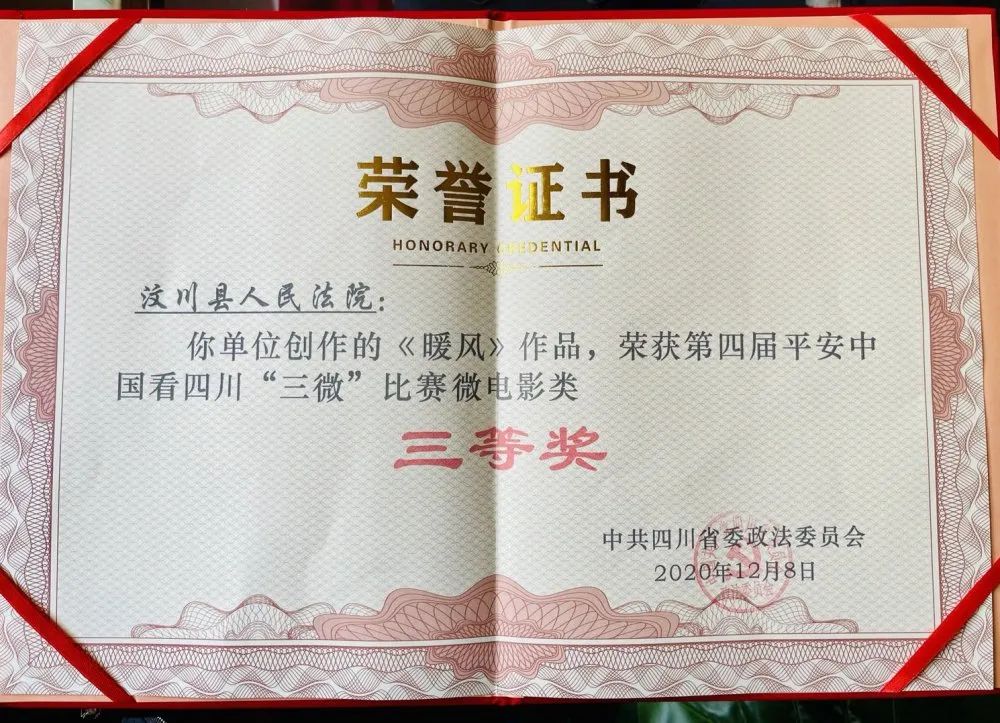 荣誉证书
HONORARY CREDENTIAL
汶川县人民法院：
你单位创作的《暖风》作品，荣获第四届平安中
国看四川“三微”比赛微电影类
三等奖
中共四川省委政法委员会
2020年12月8日